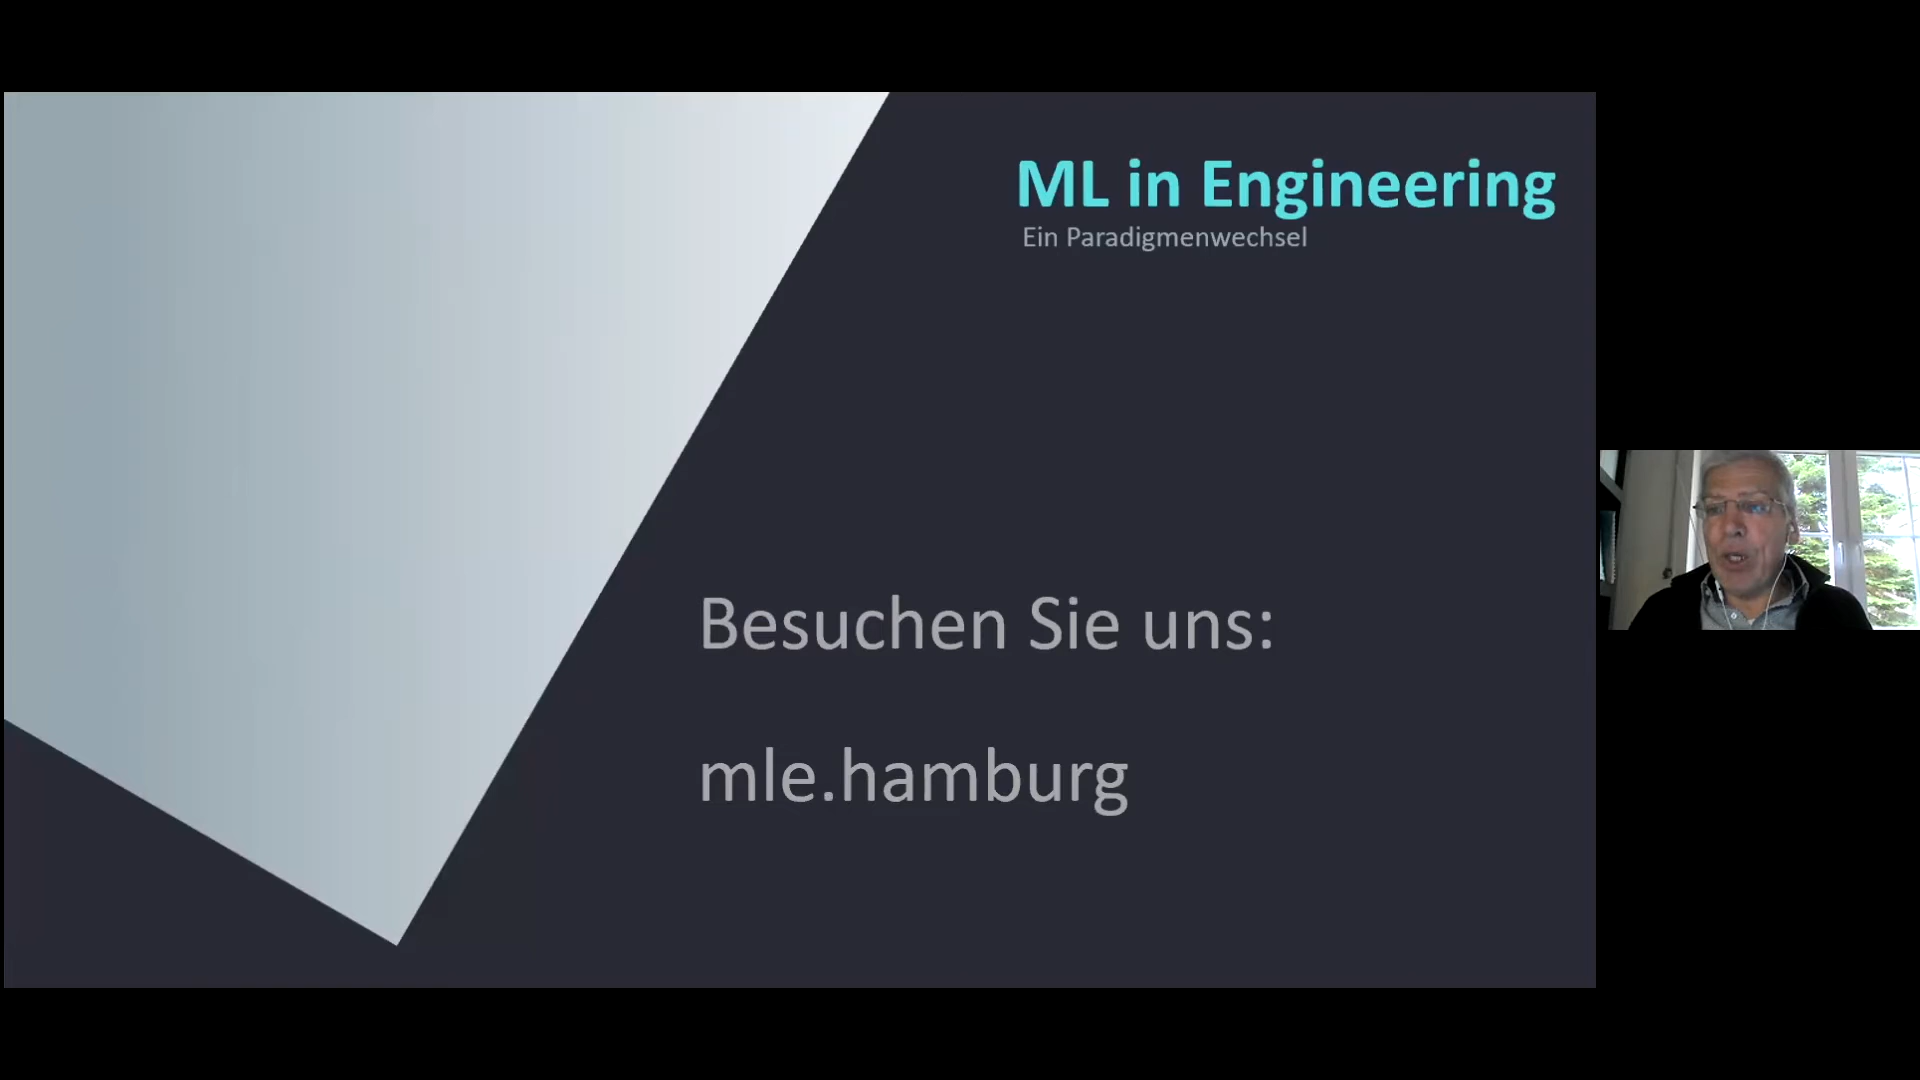 ML in Engineering
Ein Paradigmenwechsel
Besuchen Sie uns:
mle.hamburg